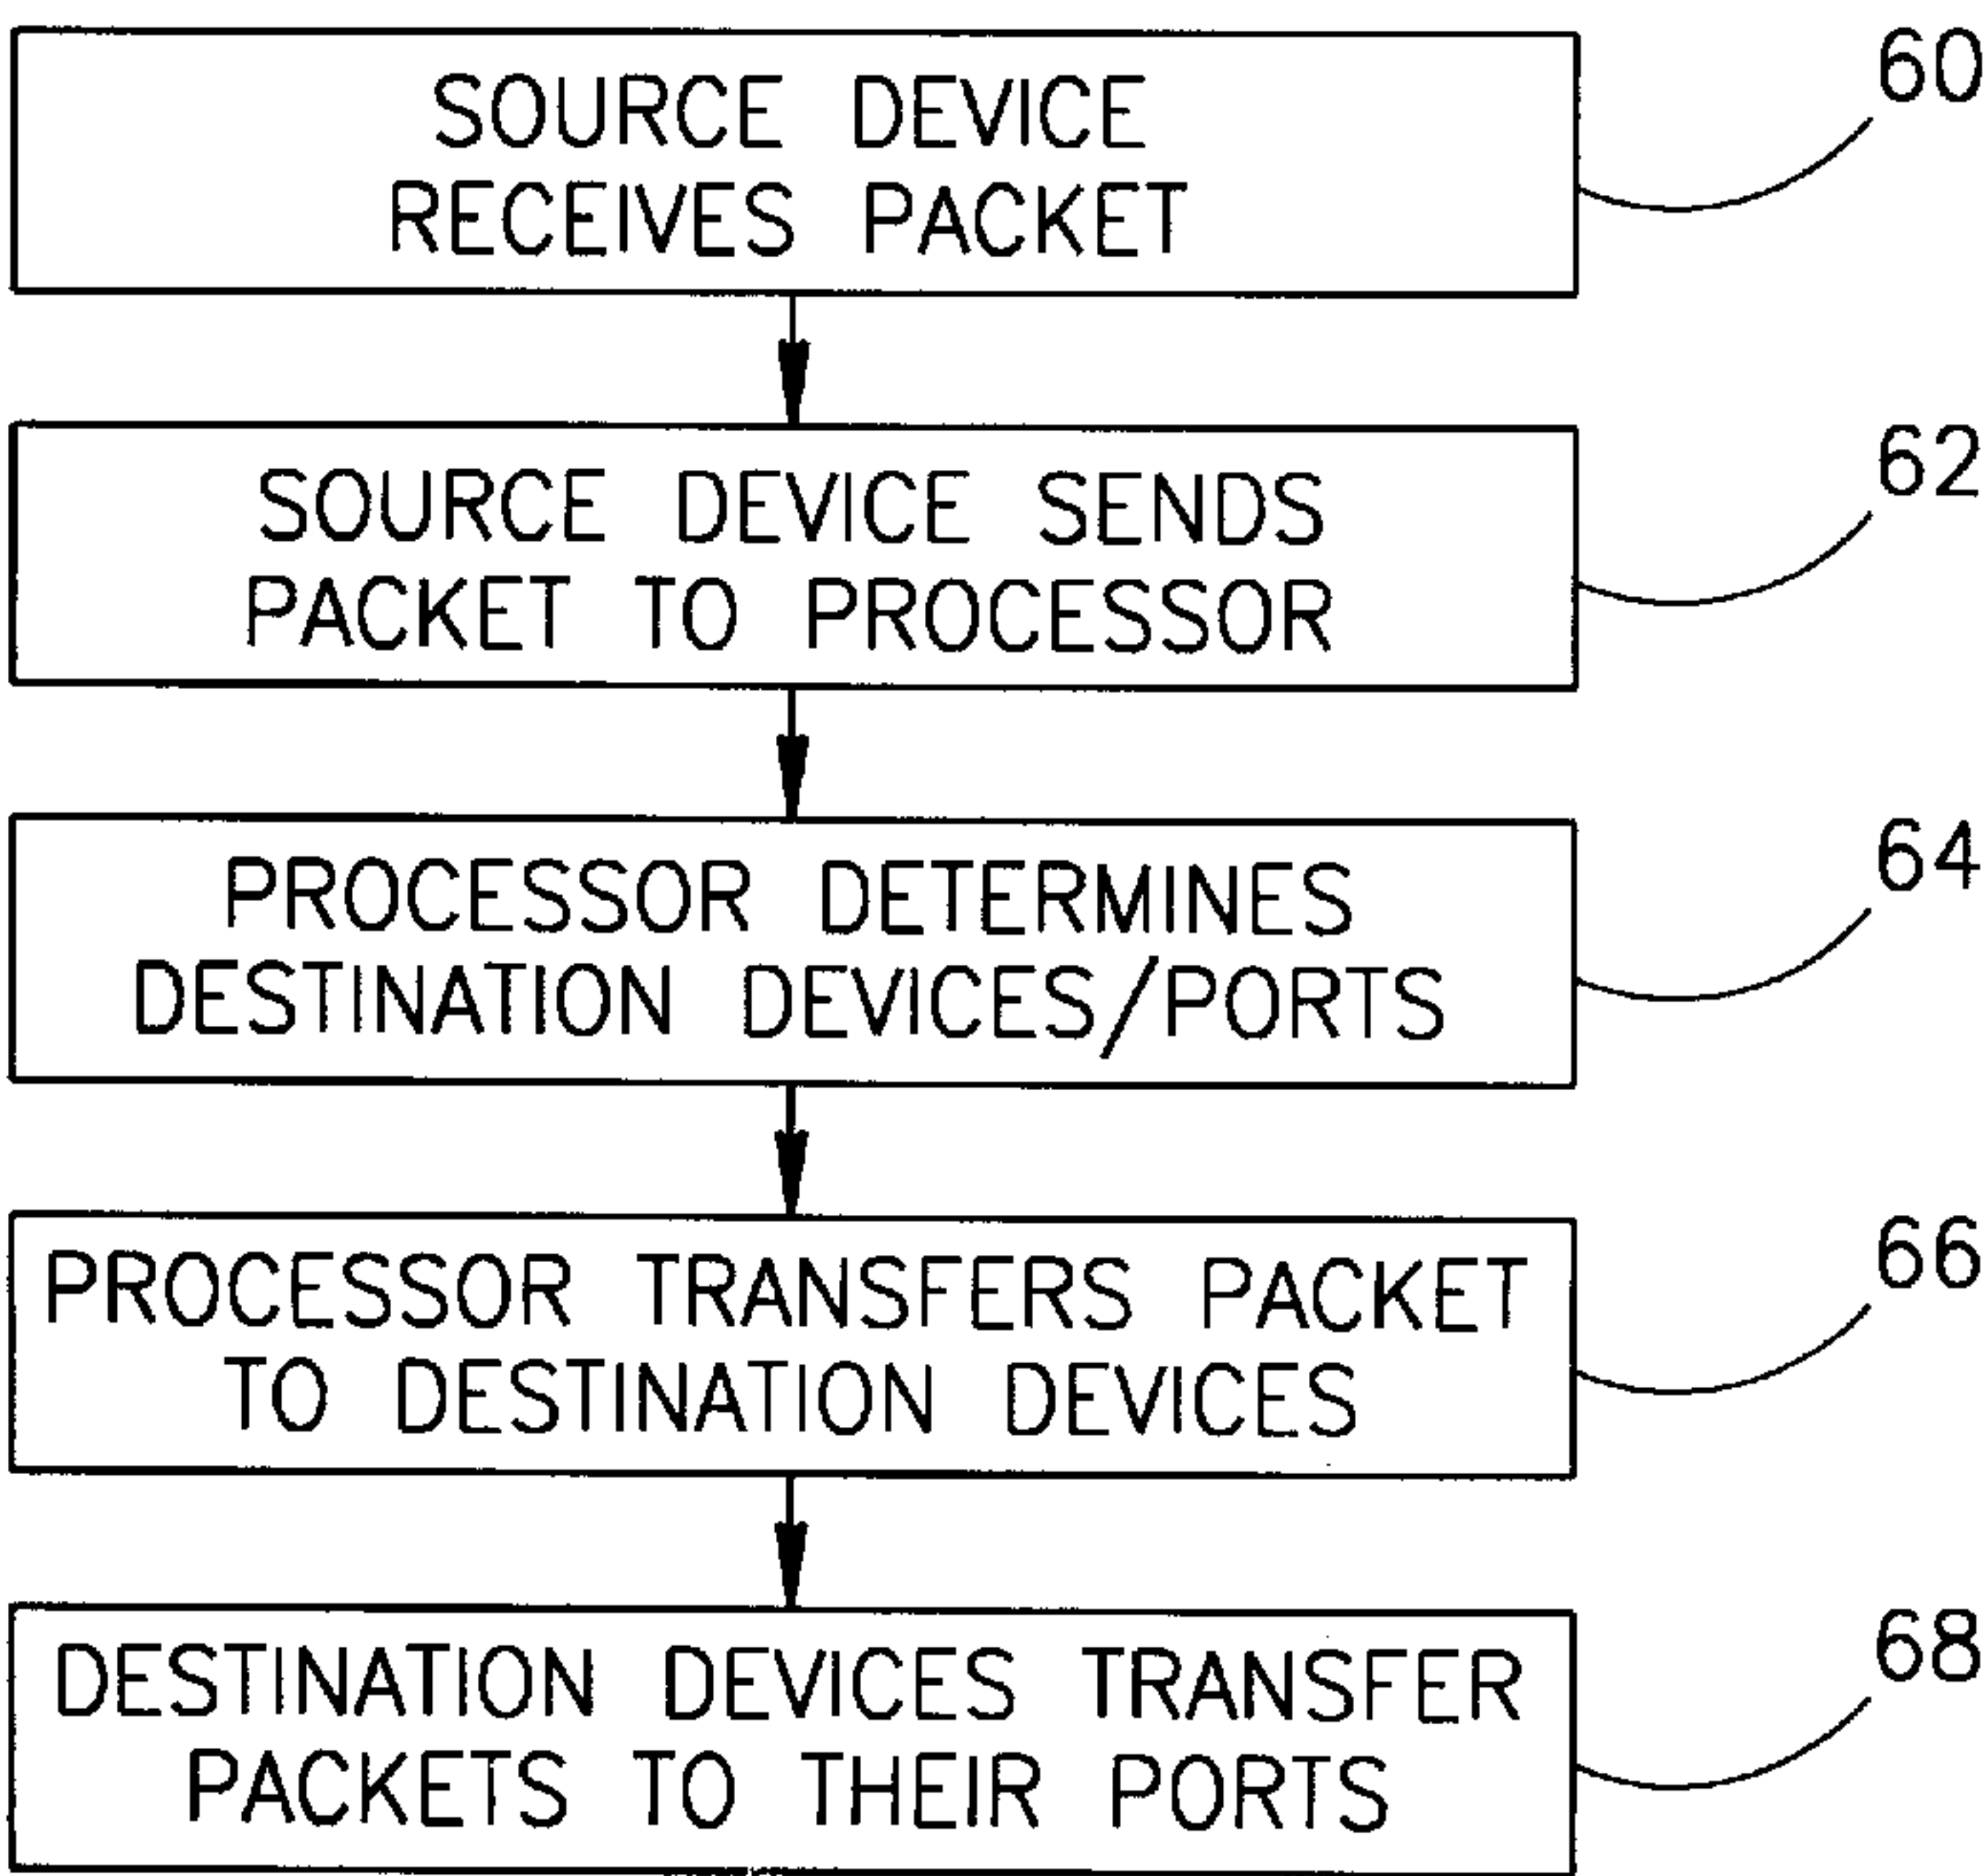 SOURCE DEVICE
RECEIVES PACKET
60
SOURCE DEVICE SENDS
PACKET TO PROCESSOR
62
PROCESSOR DETERMINES
DESTINATION DEVICES/PORTS
64
PROCESSOR TRANSFERS PACKET
TO DESTINATION DEVICES
66
DESTINATION DEVICES TRANSFER
PACKETS TO THEIR PORTS
68